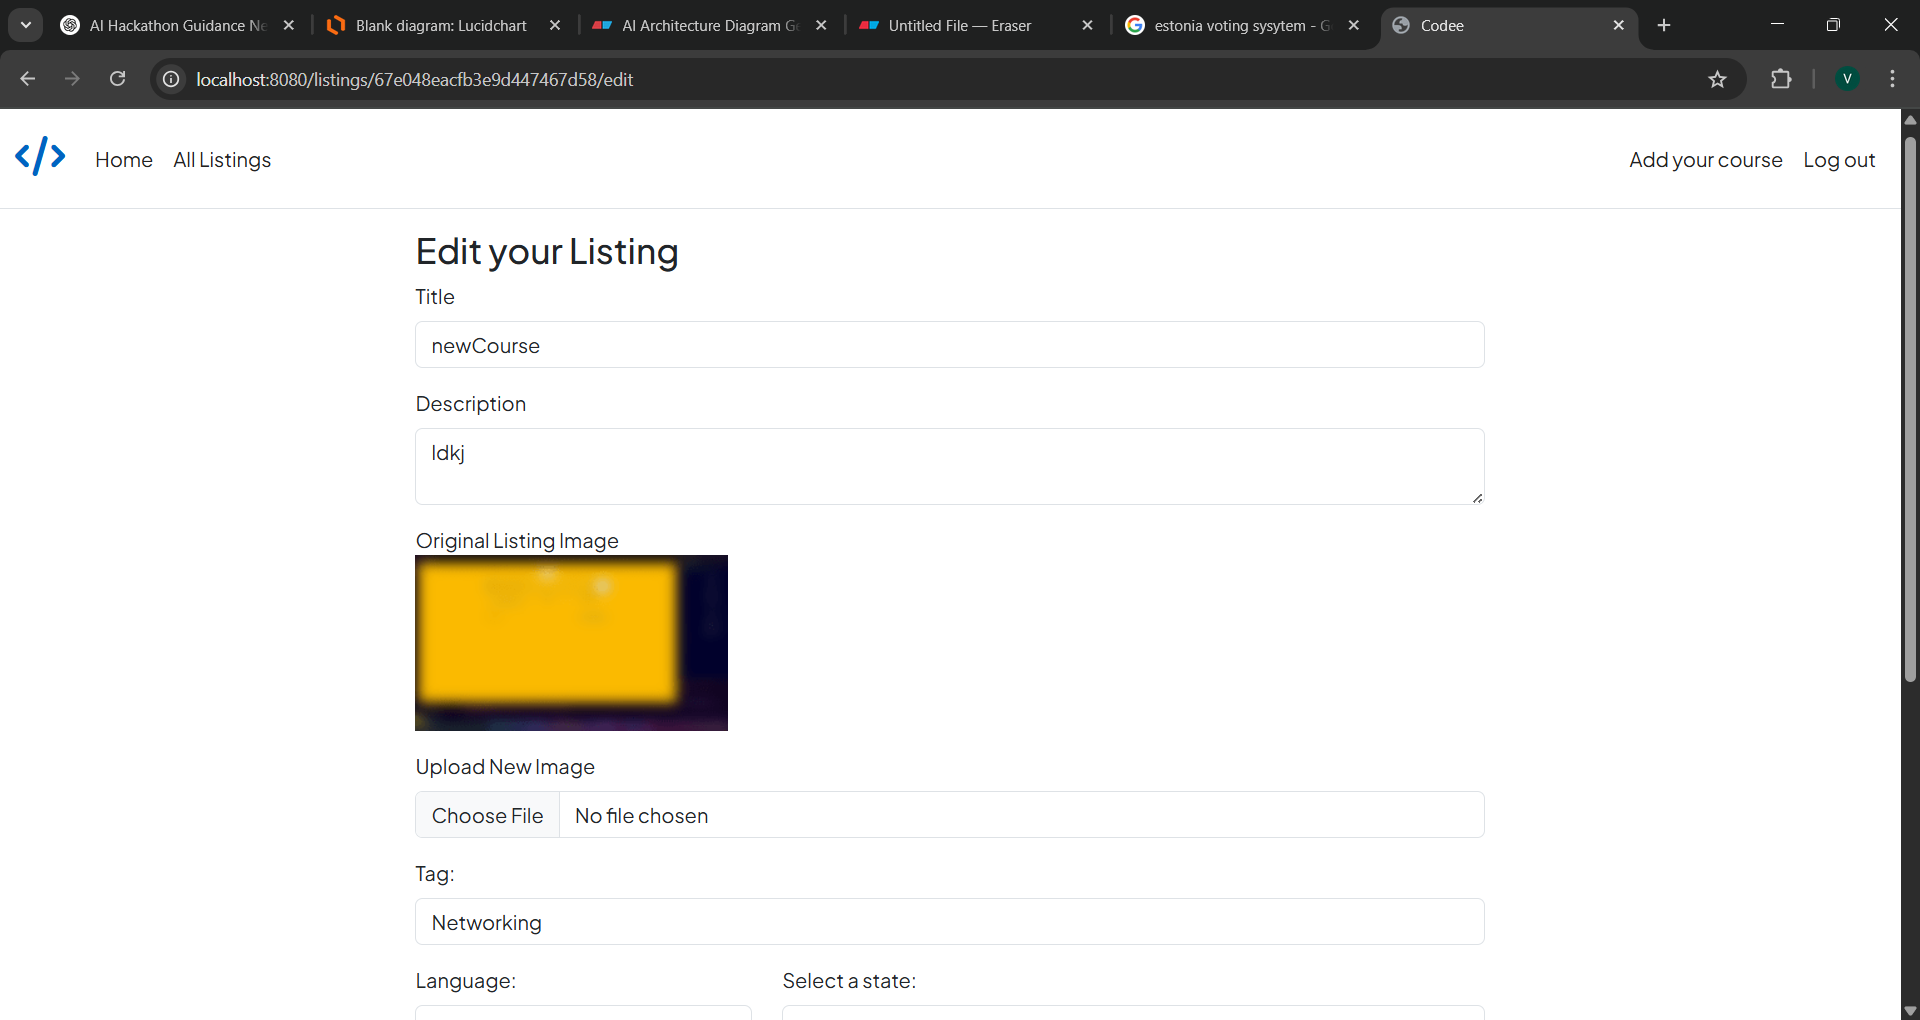 AI Hackathon Guidance Ne
Blank diagram: Lucidchart
AI Architecture Diagram Ge
Untitled File — Eraser
estonia voting sysytem - G
Codee
localhost:8080/listings/67e048eacfb3e9d447467d58/edit
V
</>
Home
All Listings
Add your course
Log out
Edit your Listing
Title
newCourse
Description
ldkj
Original Listing Image
Upload New Image
Choose File
No file chosen
Tag:
Networking
Language:
Select a state: